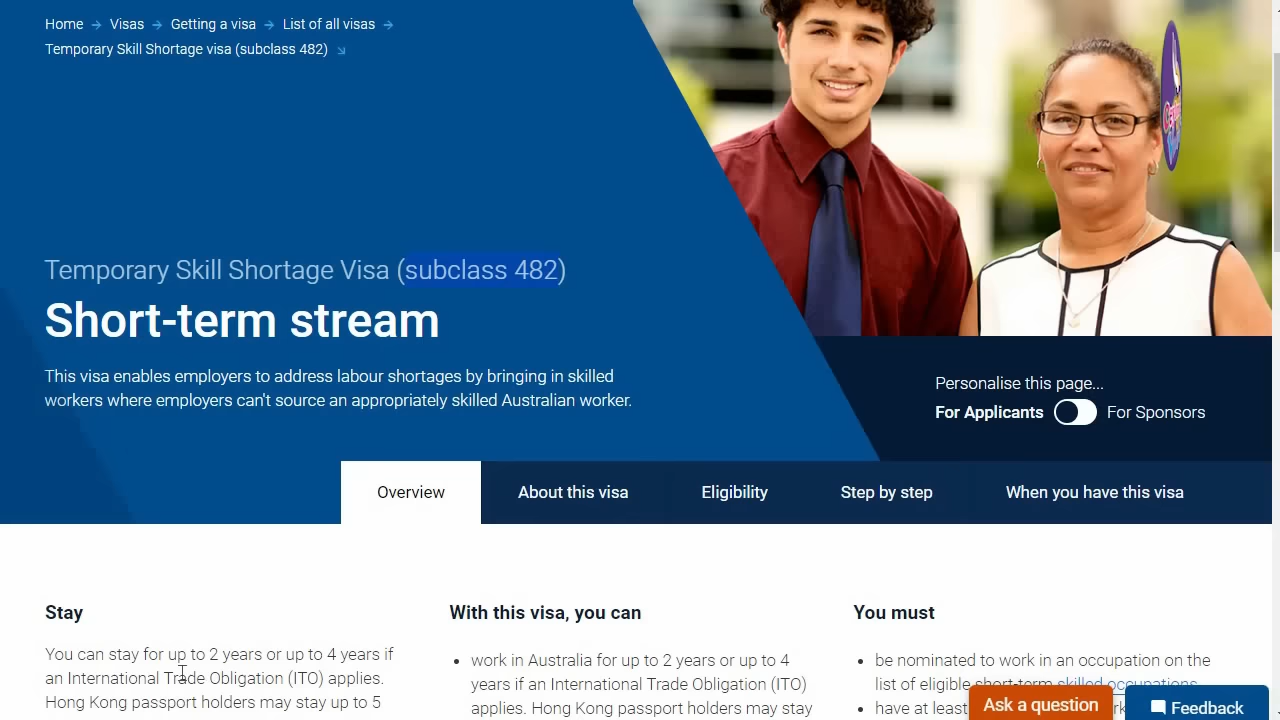 Home → Visas → Getting a visa → List of all visas →
Temporary Skill Shortage visa (subclass 482)
Temporary Skill Shortage Visa (subclass 482)
Short-term stream
This visa enables employers to address labour shortages by bringing in skilled
workers where employers can't source an appropriately skilled Australian worker.
Personalise this page...
For Applicants For Sponsors
Overview About this visa Eligibility Step by step When you have this visa
Stay
You can stay for up to 2 years or up to 4 years if
an International Trade Obligation (ITO) applies.
Hong Kong passport holders may stay up to 5
With this visa, you can
• work in Australia for up to 2 years or up to 4
years if an International Trade Obligation (ITO)
applies. Hong Kong passport holders may stay
You must
• be nominated to work in an occupation on the
list of eligible short-term skilled occupations
• have at least
Ask a question
Feedback